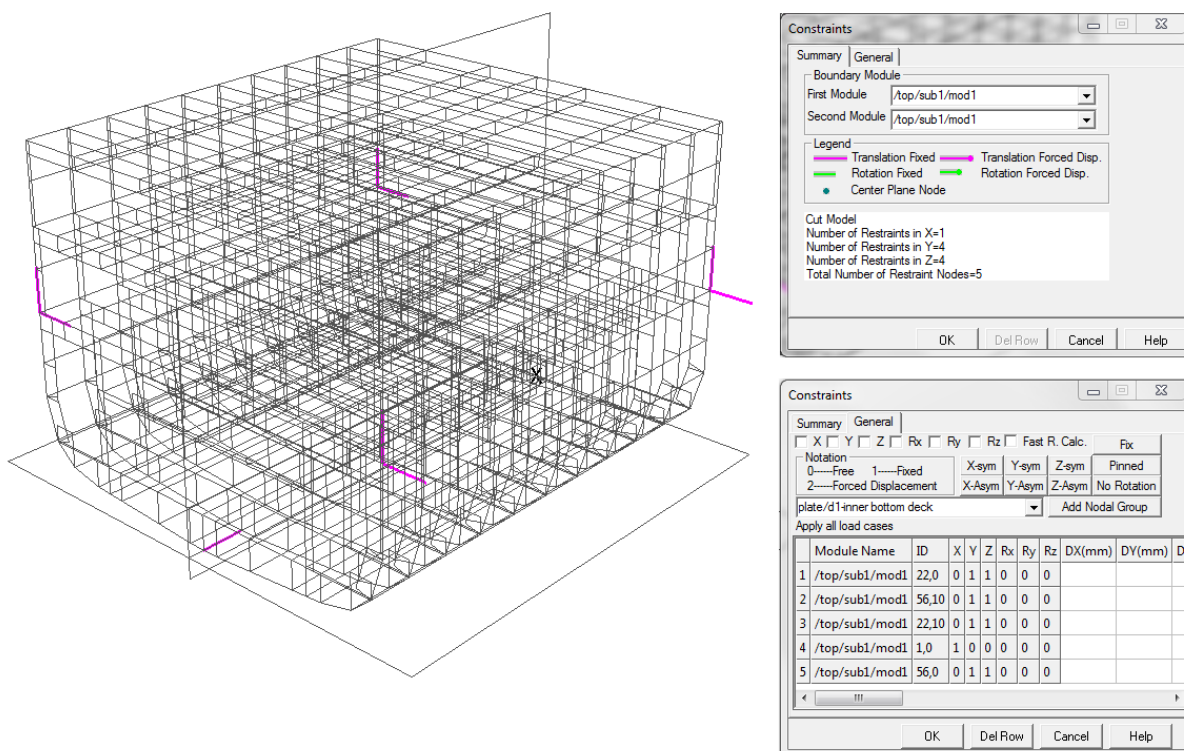 X
Constraints
Summary General
Boundary Module
First Module /top/sub1/mod1
Second Module /top/sub1/mod1
Legend
Translation Fixed Translation Forced Disp.
Rotation Fixed Rotation Forced Disp.
Center Plane Node
Cut Model
Number of Restraints in X=1
Number of Restraints in Y=4
Number of Restraints in Z=4
Total Number of Restraint Nodes=5
OK Del Row Cancel Help
Constraints
Summary General
X Y Z Rx Ry Rz Fast R. Calc. Fix
Notation
0-----Free 1-----Fixed
2-----Forced Displacement
X-sym Y-sym Z-sym Pinned
X-Asym Y-Asym Z-Asym No Rotation
plate/d1-inner bottom deck Add Nodal Group
Apply all load cases
Module Name ID X Y Z Rx Ry Rz DX(mm) DY(mm) D
1 /top/sub1/mod1 22,0 0 1 1 0 0 0
2 /top/sub1/mod1 56,10 0 1 1 0 0 0
3 /top/sub1/mod1 22,10 0 1 1 0 0 0
4 /top/sub1/mod1 1,0 1 0 0 0 0 0
5 /top/sub1/mod1 56,0 0 1 1 0 0 0
OK Del Row Cancel Help